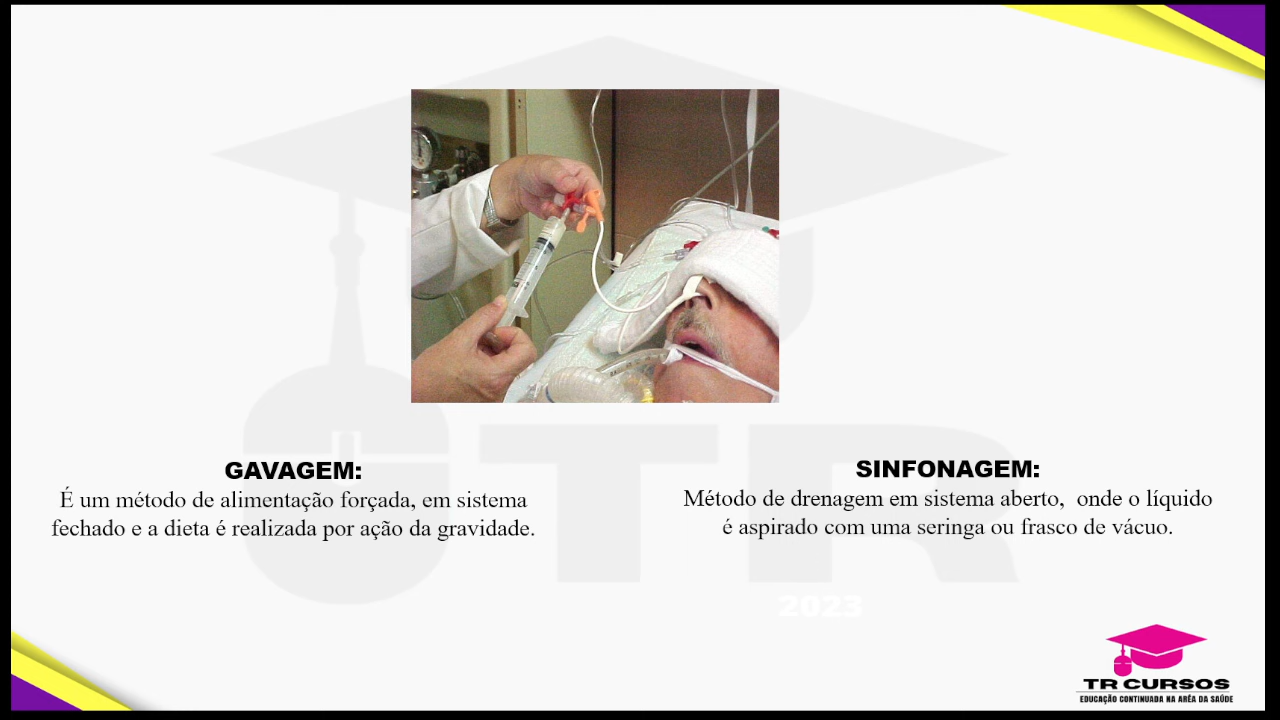 GAVAGEM:
É um método de alimentação forçada, em sistema
fechado e a dieta é realizada por ação da gravidade.
SINFONAGEM:
Método de drenagem em sistema aberto,  onde o líquido
é aspirado com uma seringa ou frasco de vácuo.
TR
2023
TR CURSOS
EDUCAÇÃO CONTINUADA NA ARÊA DA SAÚDE